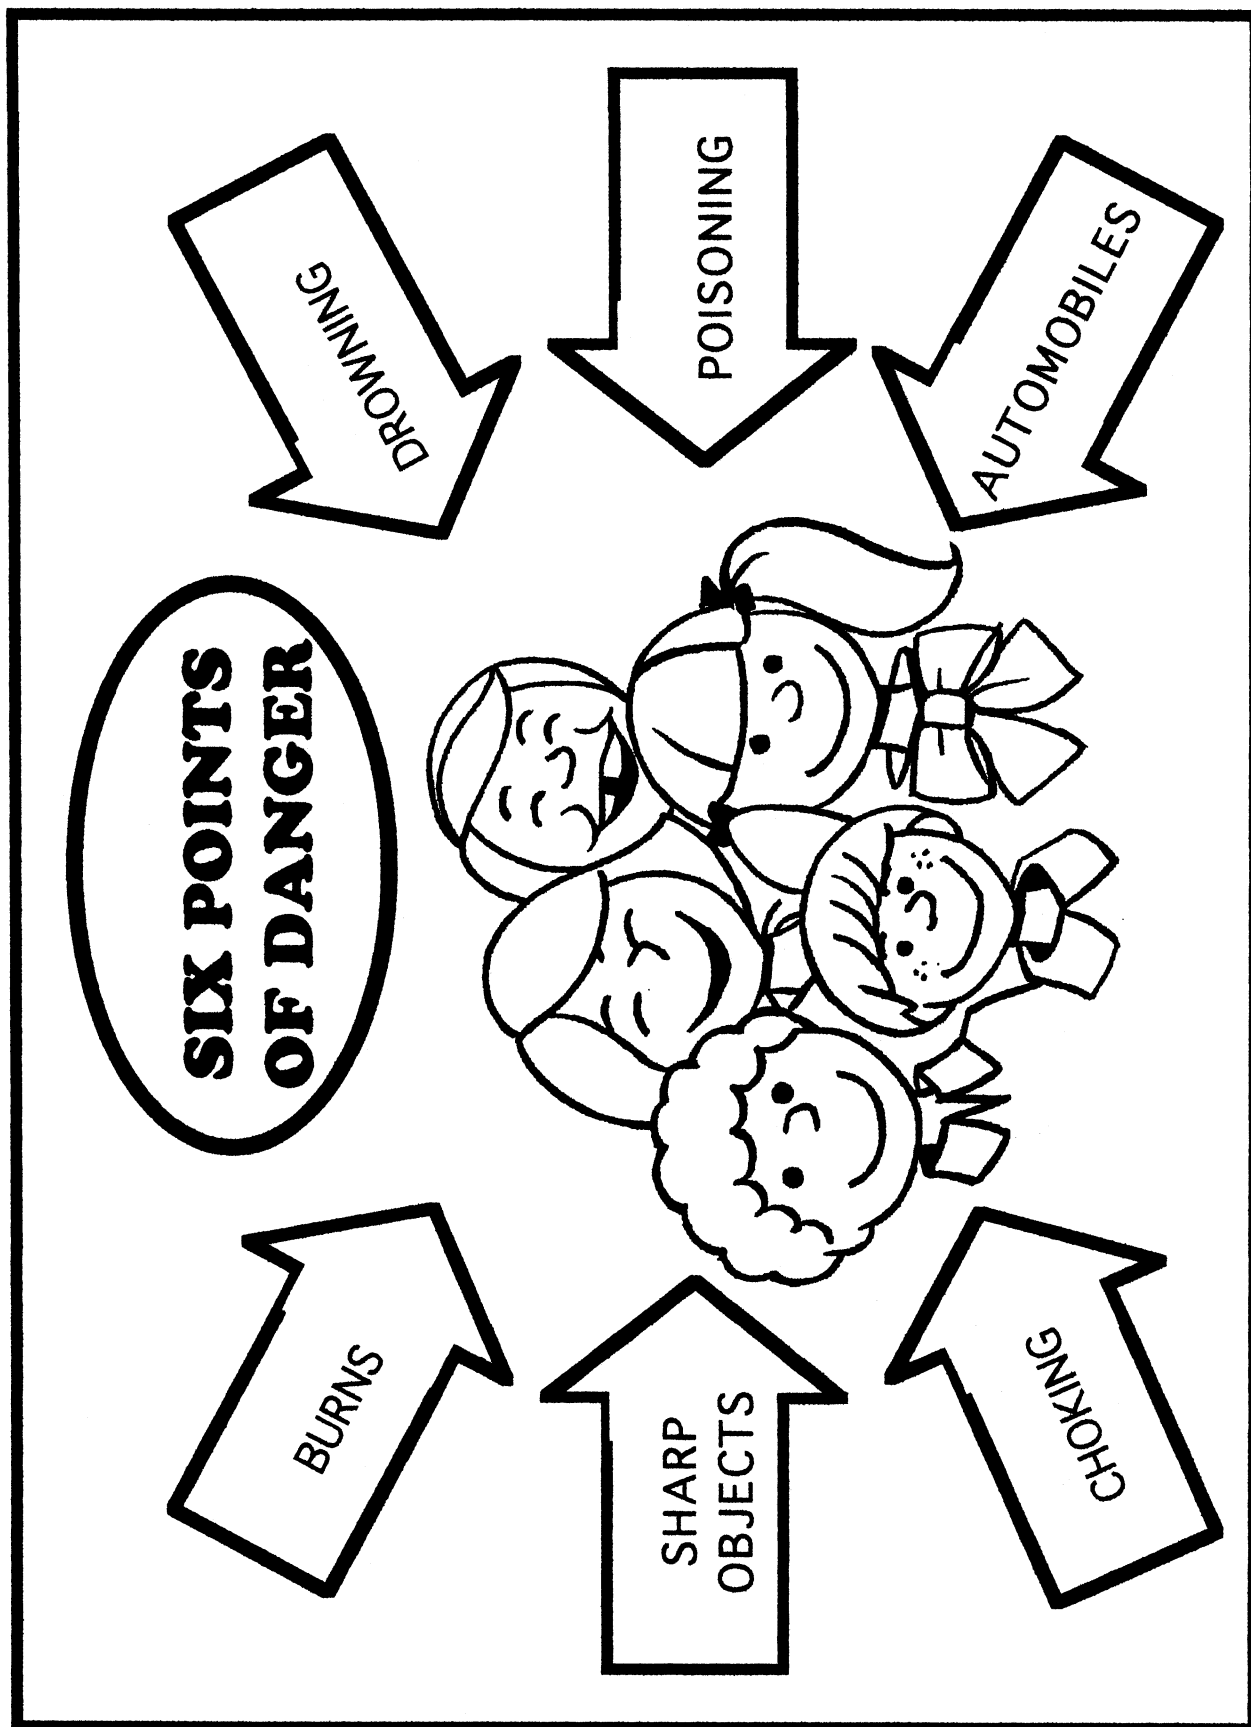 SIX POINTS
OF DANGER
BURNS
DROWNING
SHARP
OBJECTS
POISONING
CHOKING
AUTOMOBILES